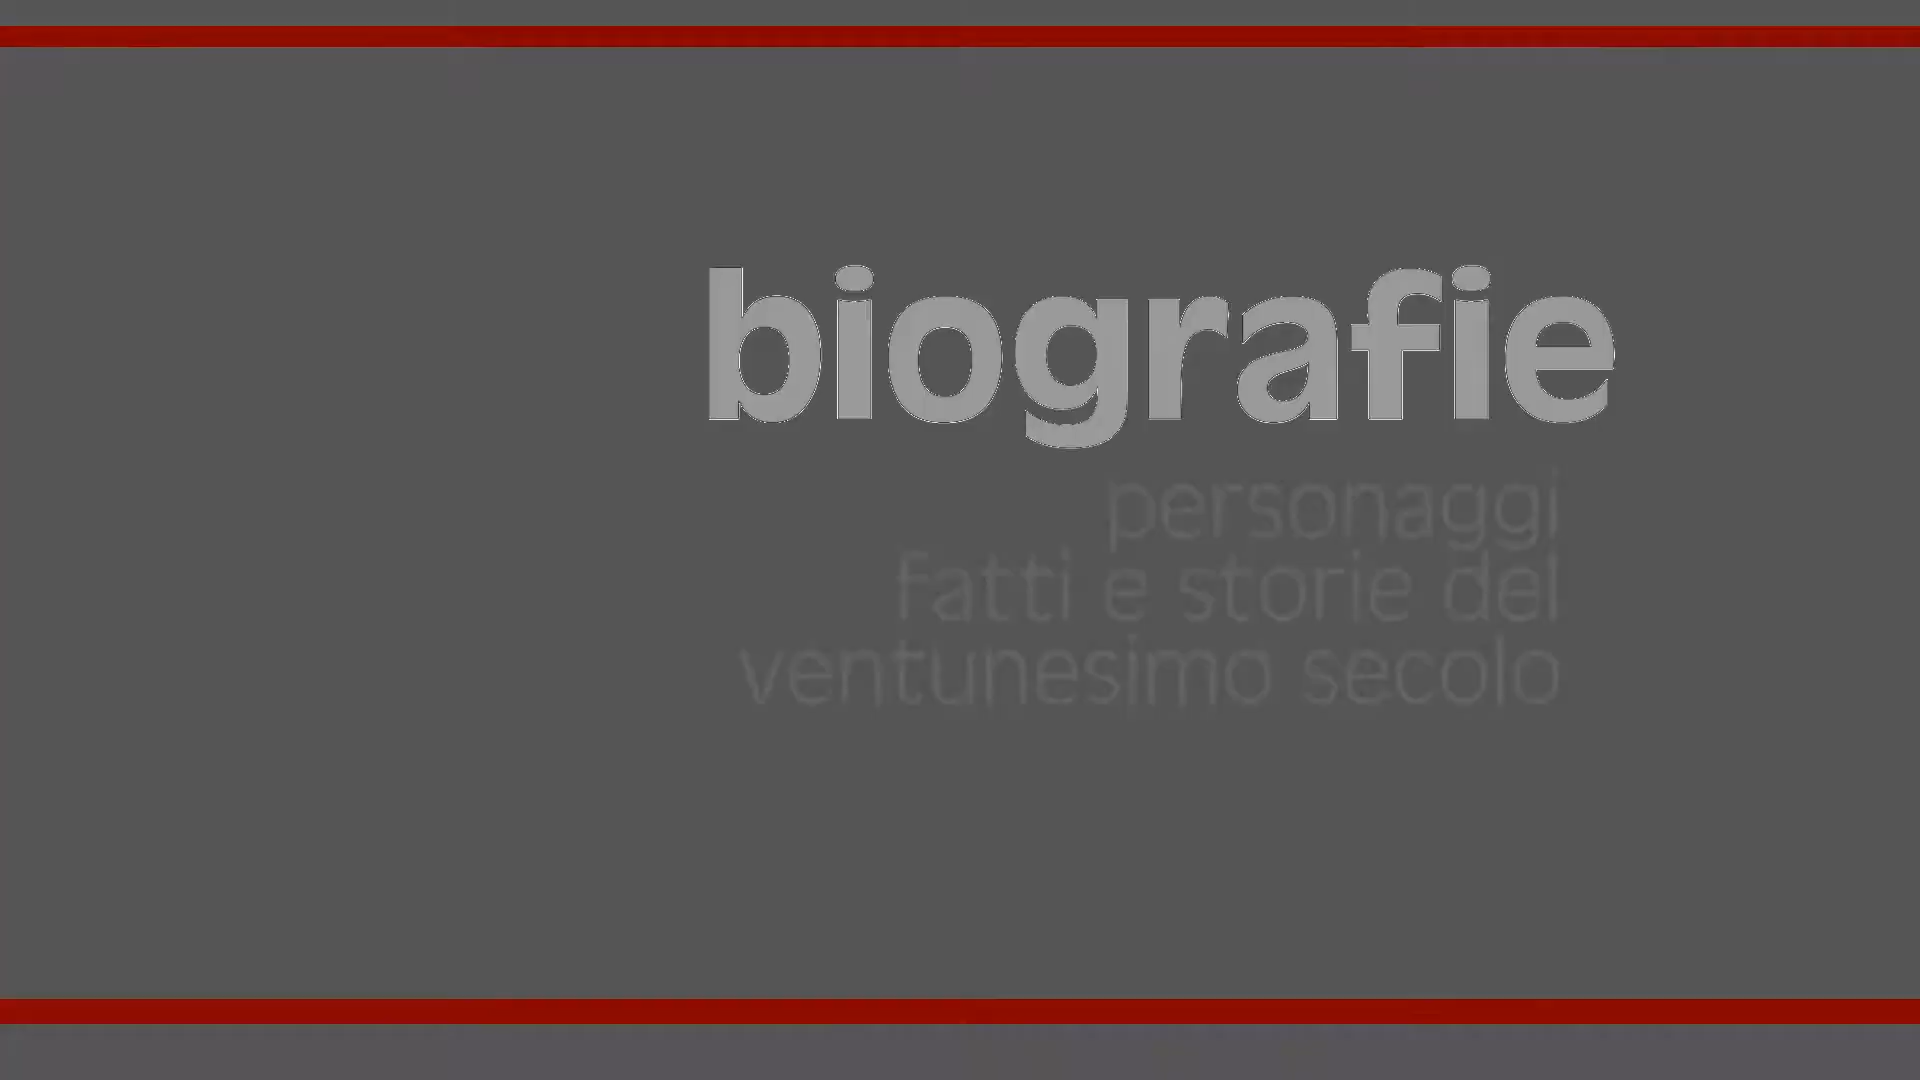 biografie
personaggi
fatti e storie del
ventunesimo secolo